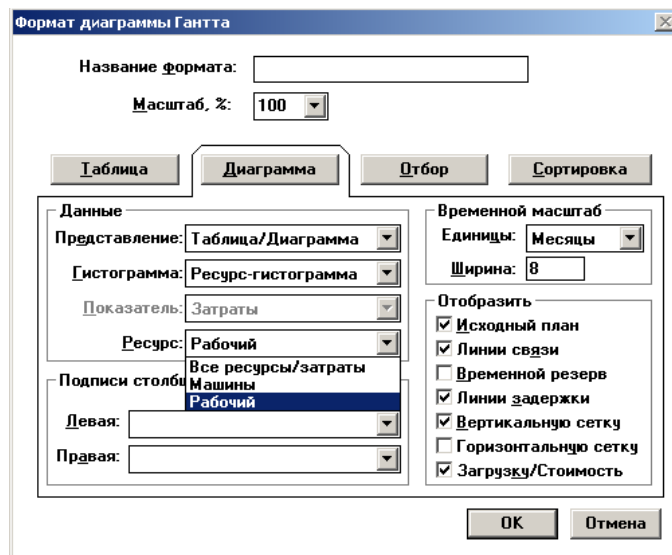 Формат диаграммы Гантта
Название формата:
Масштаб, %: 100
Таблица Диаграмма Отбор Сортировка
Данные
Представление: Таблица/Диаграмма
Гистограмма: Ресурс-гистограмма
Показатель: Затраты
Ресурс: Рабочий
Все ресурсы/затраты
Машины
Рабочий
Подписи столбц
Левая:
Правая:
Временной масштаб
Единицы: Месяцы
Ширина: 8
Отобразить
Исходный план
Линии связи
Временной резерв
Линии задержки
Вертикальную сетку
Горизонтальную сетку
Загрузку/Стоимость
OK Отмена